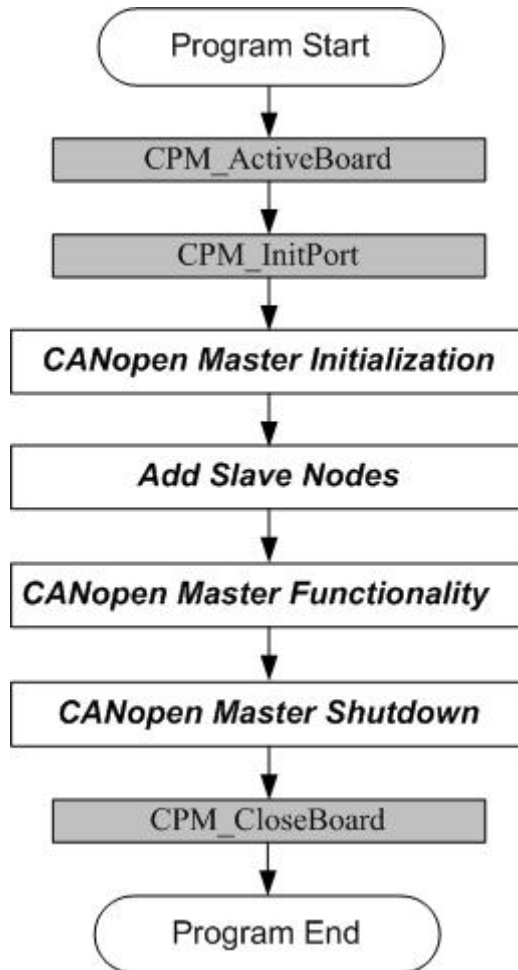 Program Start
CPM_ActiveBoard
CPM_InitPort
CANopen Master Initialization
Add Slave Nodes
CANopen Master Functionality
CANopen Master Shutdown
CPM_CloseBoard
Program End